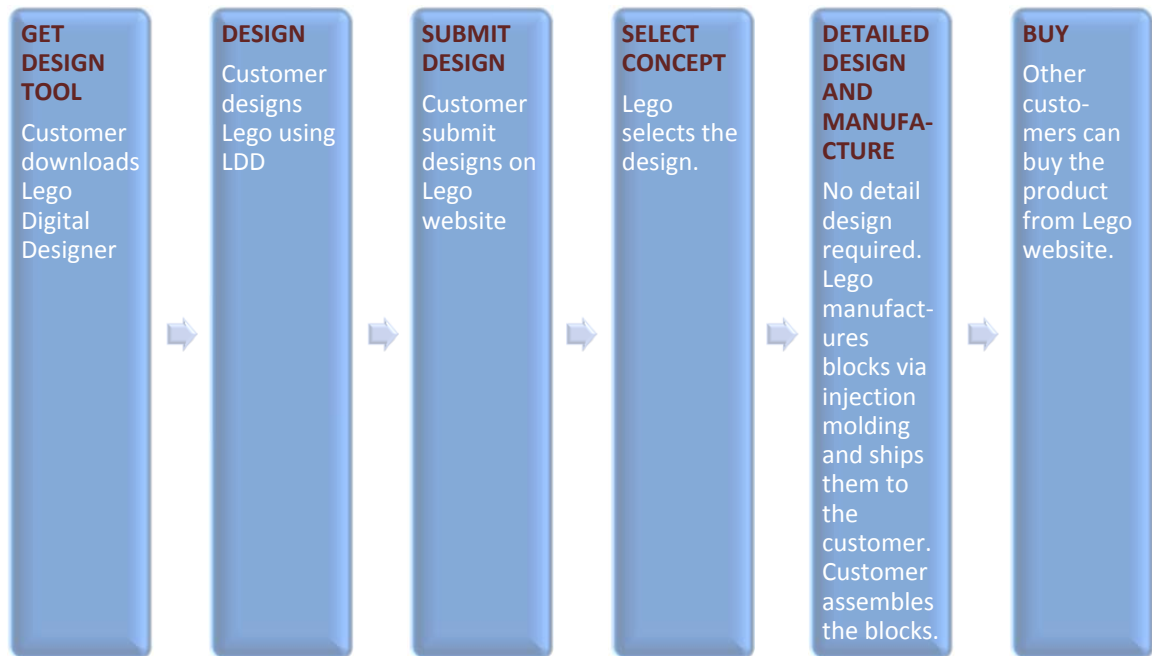 GET
DESIGN
TOOL
Customer
downloads
Lego
Digital
Designer
DESIGN
Customer
designs
Lego using
LDD
SUBMIT
DESIGN
Customer
submit
designs on
Lego
website
SELECT
CONCEPT
Lego
selects the
design.
DETAILED
DESIGN
AND
MANUFA-
CTURE
No detail
design
required.
Lego
manufact-
ures
blocks via
injection
molding
and ships
them to
the
customer.
Customer
assembles
the blocks.
BUY
Other
custo-
mers can
buy the
product
from Lego
website.